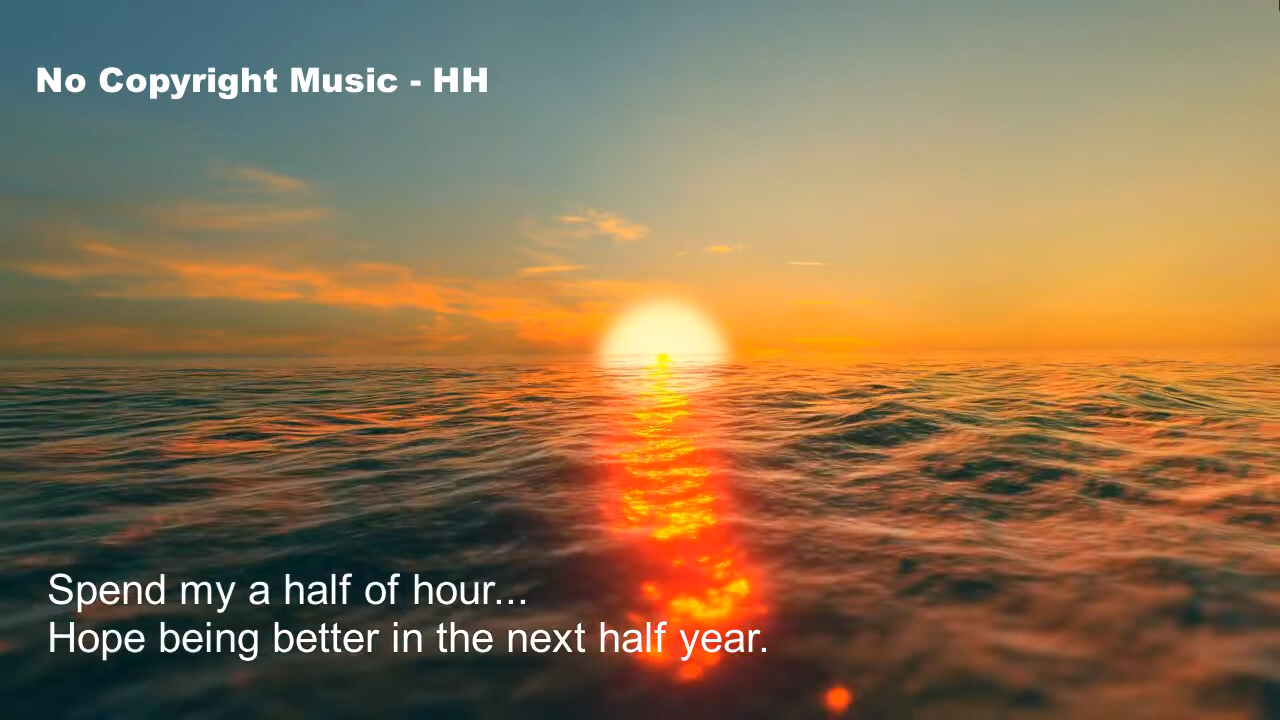 No Copyright Music - HH
Spend my a half of hour...
Hope being better in the next half year.